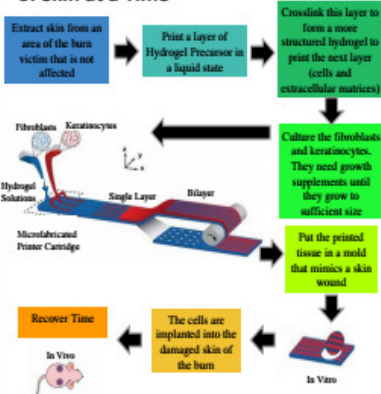 Extract skin from an
area of the burn
victim that is not
affected
Print a layer of
Hydrogel Precursor in
a liquid state
Crosslink this layer to
form a more
structured hydrogel to
print the next layer
(cells and
extracellular matrices)
Culture the fibroblasts
and keratinocytes.
They need growth
supplements until
they grow to
sufficient size
Fibroblasts
Keratinocytes
x
y
z
Hydrogel
Solutions
Single Layer
Bilayer
Microfabricated
Printer Cartridge
Put the printed
tissue in a mold
that mimics a skin
wound
In Vitro
The cells are
implanted into the
damaged skin of
the burn
Recover Time
In Vivo